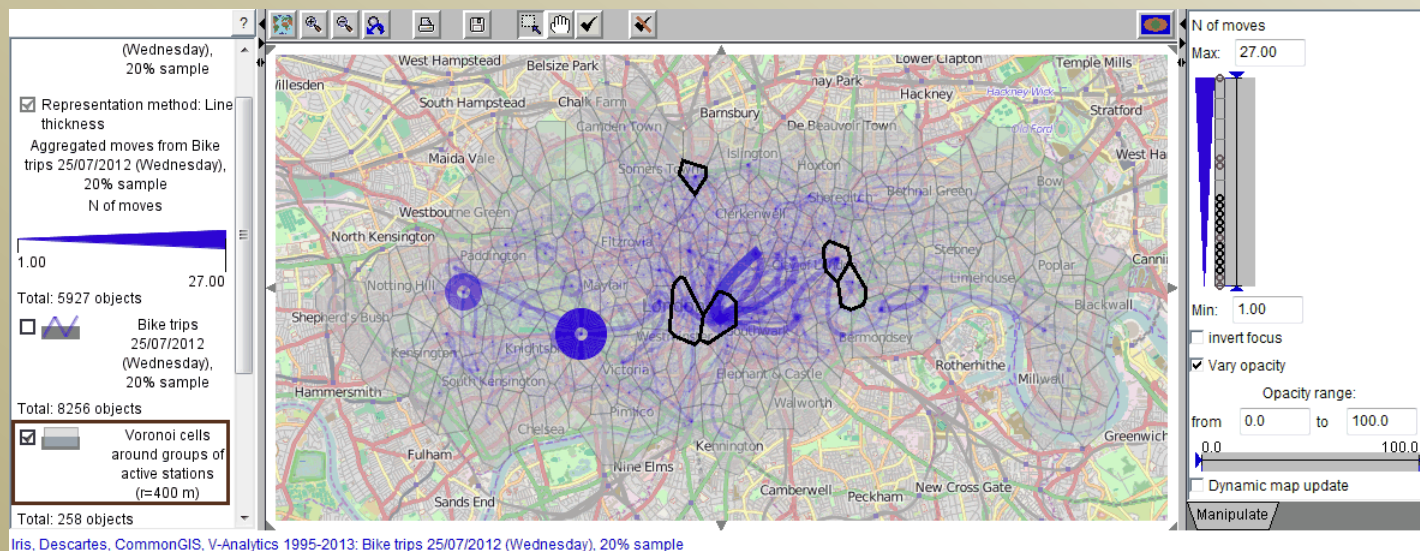 ?
(Wednesday),
20% sample
Representation method: Line
thickness
Aggregated moves from Bike
trips 25/07/2012 (Wednesday),
20% sample
N of moves
1.00
27.00
Total: 5927 objects
Bike trips
25/07/2012
(Wednesday),
20% sample
Total: 8256 objects
Voronoi cells
around groups of
active stations
(r=400 m)
Total: 258 objects
West Hampstead
Belsize Park
nay Park
Lower Clapton
Temple Mills
Willesden
South Hampstead
Chalk Farm
Hackney
Hackney Wick
Stratford
Barnsbury
Camden Town
De Beauvoir Town
Old Ford
Maida Vale
Islington
Hoxton
West Ha
Somers Town
Bethnal Green
Bow
Shoreditch
Westbourne Green
Clerkenwell
North Kensington
Fitzrovia
Stepney
Paddington
Poplar
Cannin
Limehouse
Notting Hill
Mayfair
Blackwall
Shepherd's Bush
Westminster
Southwark
Kensington
Knightsb
Bermondsey
Rotherhithe
Victoria
South Kensington
Elephant & Castle
Millwall
Hammersmith
Walworth
Pimlico
Chelsea
Greenwich
Kennington
Fulham
Nine Elms
Camberwell
New Cross Gate
Peckham
Sands End
N of moves
Max: 27.00
Min: 1.00
invert focus
Vary opacity
Opacity range:
from 0.0 to 100.0
0.0 100.0
Dynamic map update
Manipulate
Iris, Descartes, CommonGIS, V-Analytics 1995-2013: Bike trips 25/07/2012 (Wednesday), 20% sample